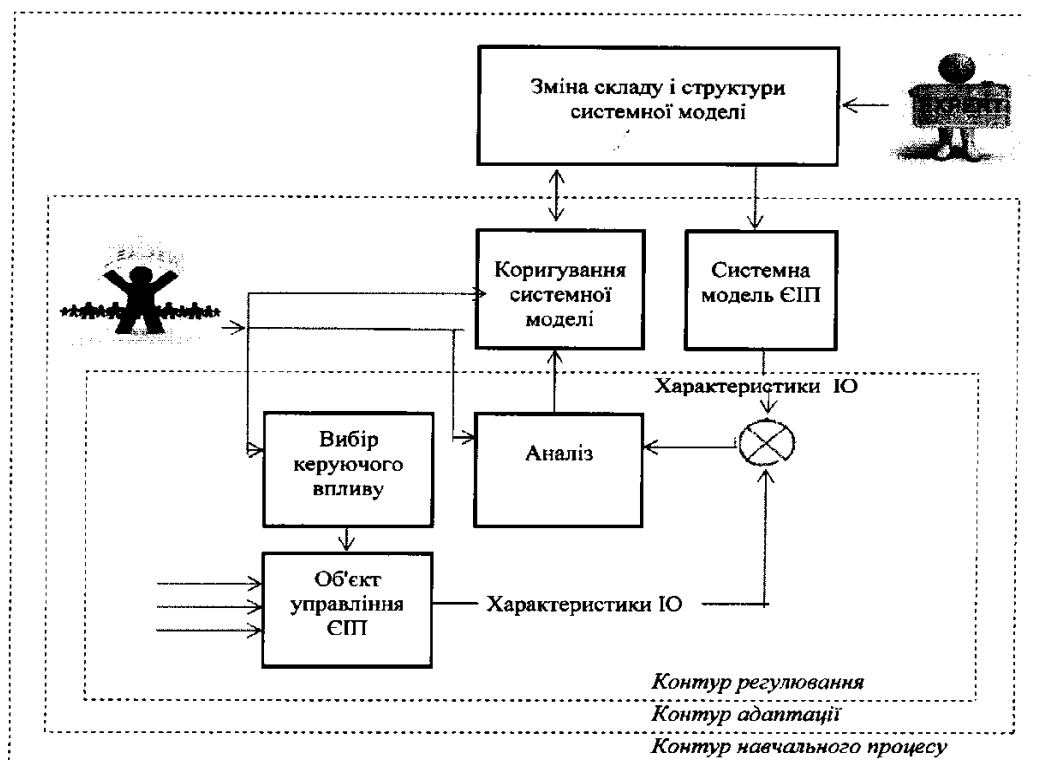 Зміна складу і структури
системної моделі
EXPERT
Коригування
системної
моделі
Системна
модель ЄІП
Характеристики ІО
Вибір
керуючого
впливу
Аналіз
Об'єкт
управління
ЄІП
Характеристики ІО
Контур регулювання
Контур адаптації
Контур навчального процесу